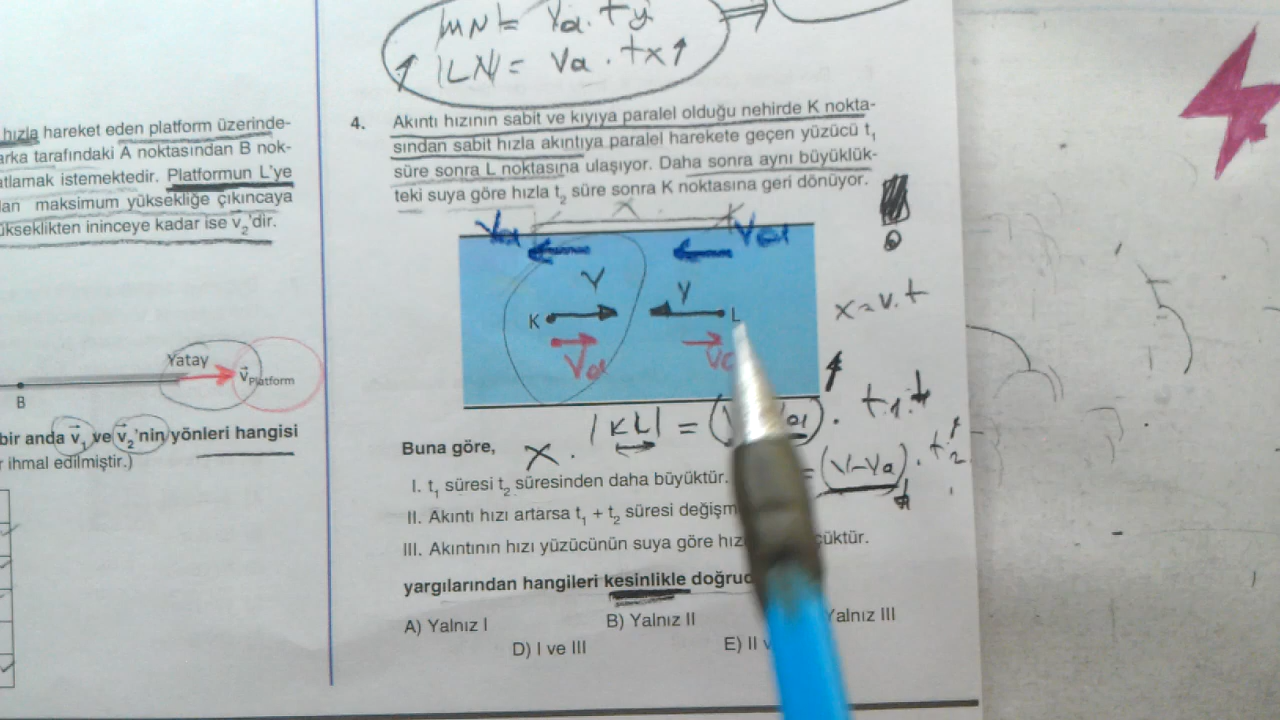 |MN| = Va . ty
↑ |LN| = Va . tx ↑
hızla hareket eden platform üzerinde-
arka tarafındaki A noktasından B nok-
atlamak istemektedir. Platformun L'ye
maksimum yüksekliğe çıkıncaya
ükseklikten ininceye kadar ise v₂'dir.
Yatay
v Platform
B
bir anda v₁ ve v₂'nin yönleri hangisi
ihmal edilmiştir.)
4. Akıntı hızının sabit ve kıyıya paralel olduğu nehirde K nokta-
sından sabit hızla akıntıya paralel harekete geçen yüzücü t₁
süre sonra L noktasına ulaşıyor. Daha sonra aynı büyüklük-
teki suya göre hızla t₂ süre sonra K noktasına geri dönüyor.
x
Va Va
V V
K L
Va
x = v . t
|KL| = . t₁
Buna göre, x .
= (V-Va) . t₂
I. t₁ süresi t₂ süresinden daha büyüktür.
II. Akıntı hızı artarsa t₁ + t₂ süresi değişm
III. Akıntının hızı yüzücünün suya göre hız çüktür.
yargılarından hangileri kesinlikle doğrud
A) Yalnız I B) Yalnız II Yalnız III
D) I ve III E) II v